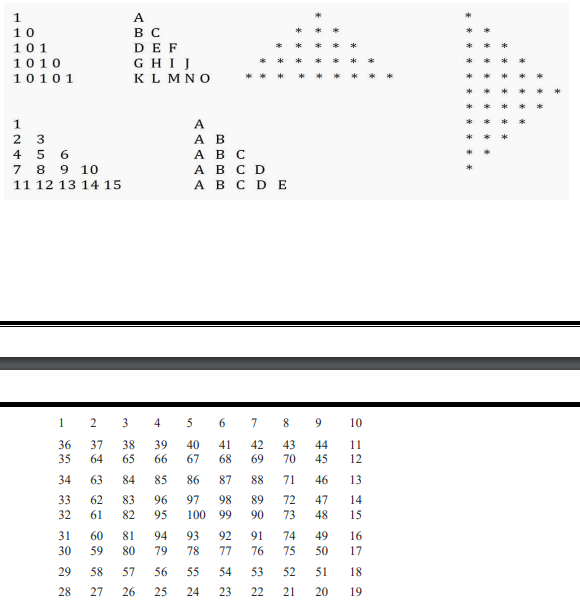 1
1 0
1 0 1
1 0 1 0
1 0 1 0 1
A
B C
D E F
G H I J
K L M N O
*
* * *
* * * * *
* * * * * * *
* * * * * * * * *
*
* *
* * *
* * * *
* * * * *
* * * * * *
* * * * *
* * * *
* * *
* *
*
1
2 3
4 5 6
7 8 9 10
11 12 13 14 15
A
A B
A B C
A B C D
A B C D E
1 2 3 4 5 6 7 8 9 10
36 37 38 39 40 41 42 43 44 11
35 64 65 66 67 68 69 70 45 12
34 63 84 85 86 87 88 71 46 13
33 62 83 96 97 98 89 72 47 14
32 61 82 95 100 99 90 73 48 15
31 60 81 94 93 92 91 74 49 16
30 59 80 79 78 77 76 75 50 17
29 58 57 56 55 54 53 52 51 18
28 27 26 25 24 23 22 21 20 19